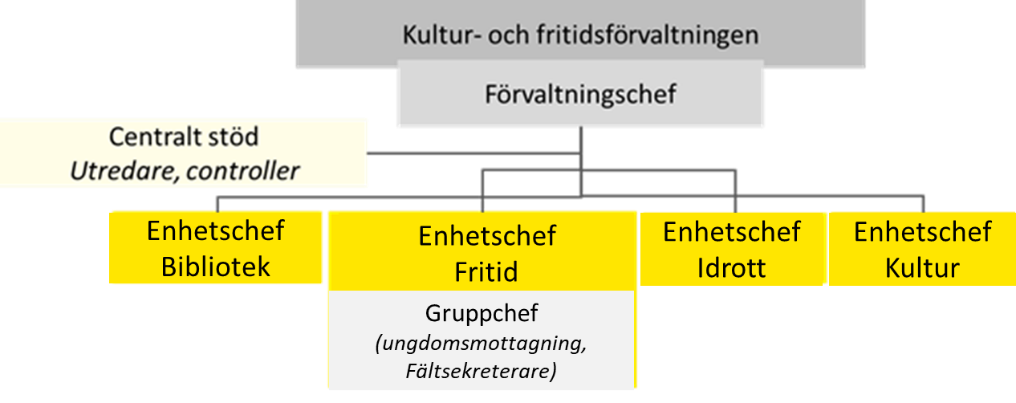 Kultur- och fritidsförvaltningen
Förvaltningschef
Centralt stöd
Utredare, controller
Enhetschef
Bibliotek
Enhetschef
Fritid
Gruppchef
(ungdomsmottagning,
Fältsekreterare)
Enhetschef
Idrott
Enhetschef
Kultur